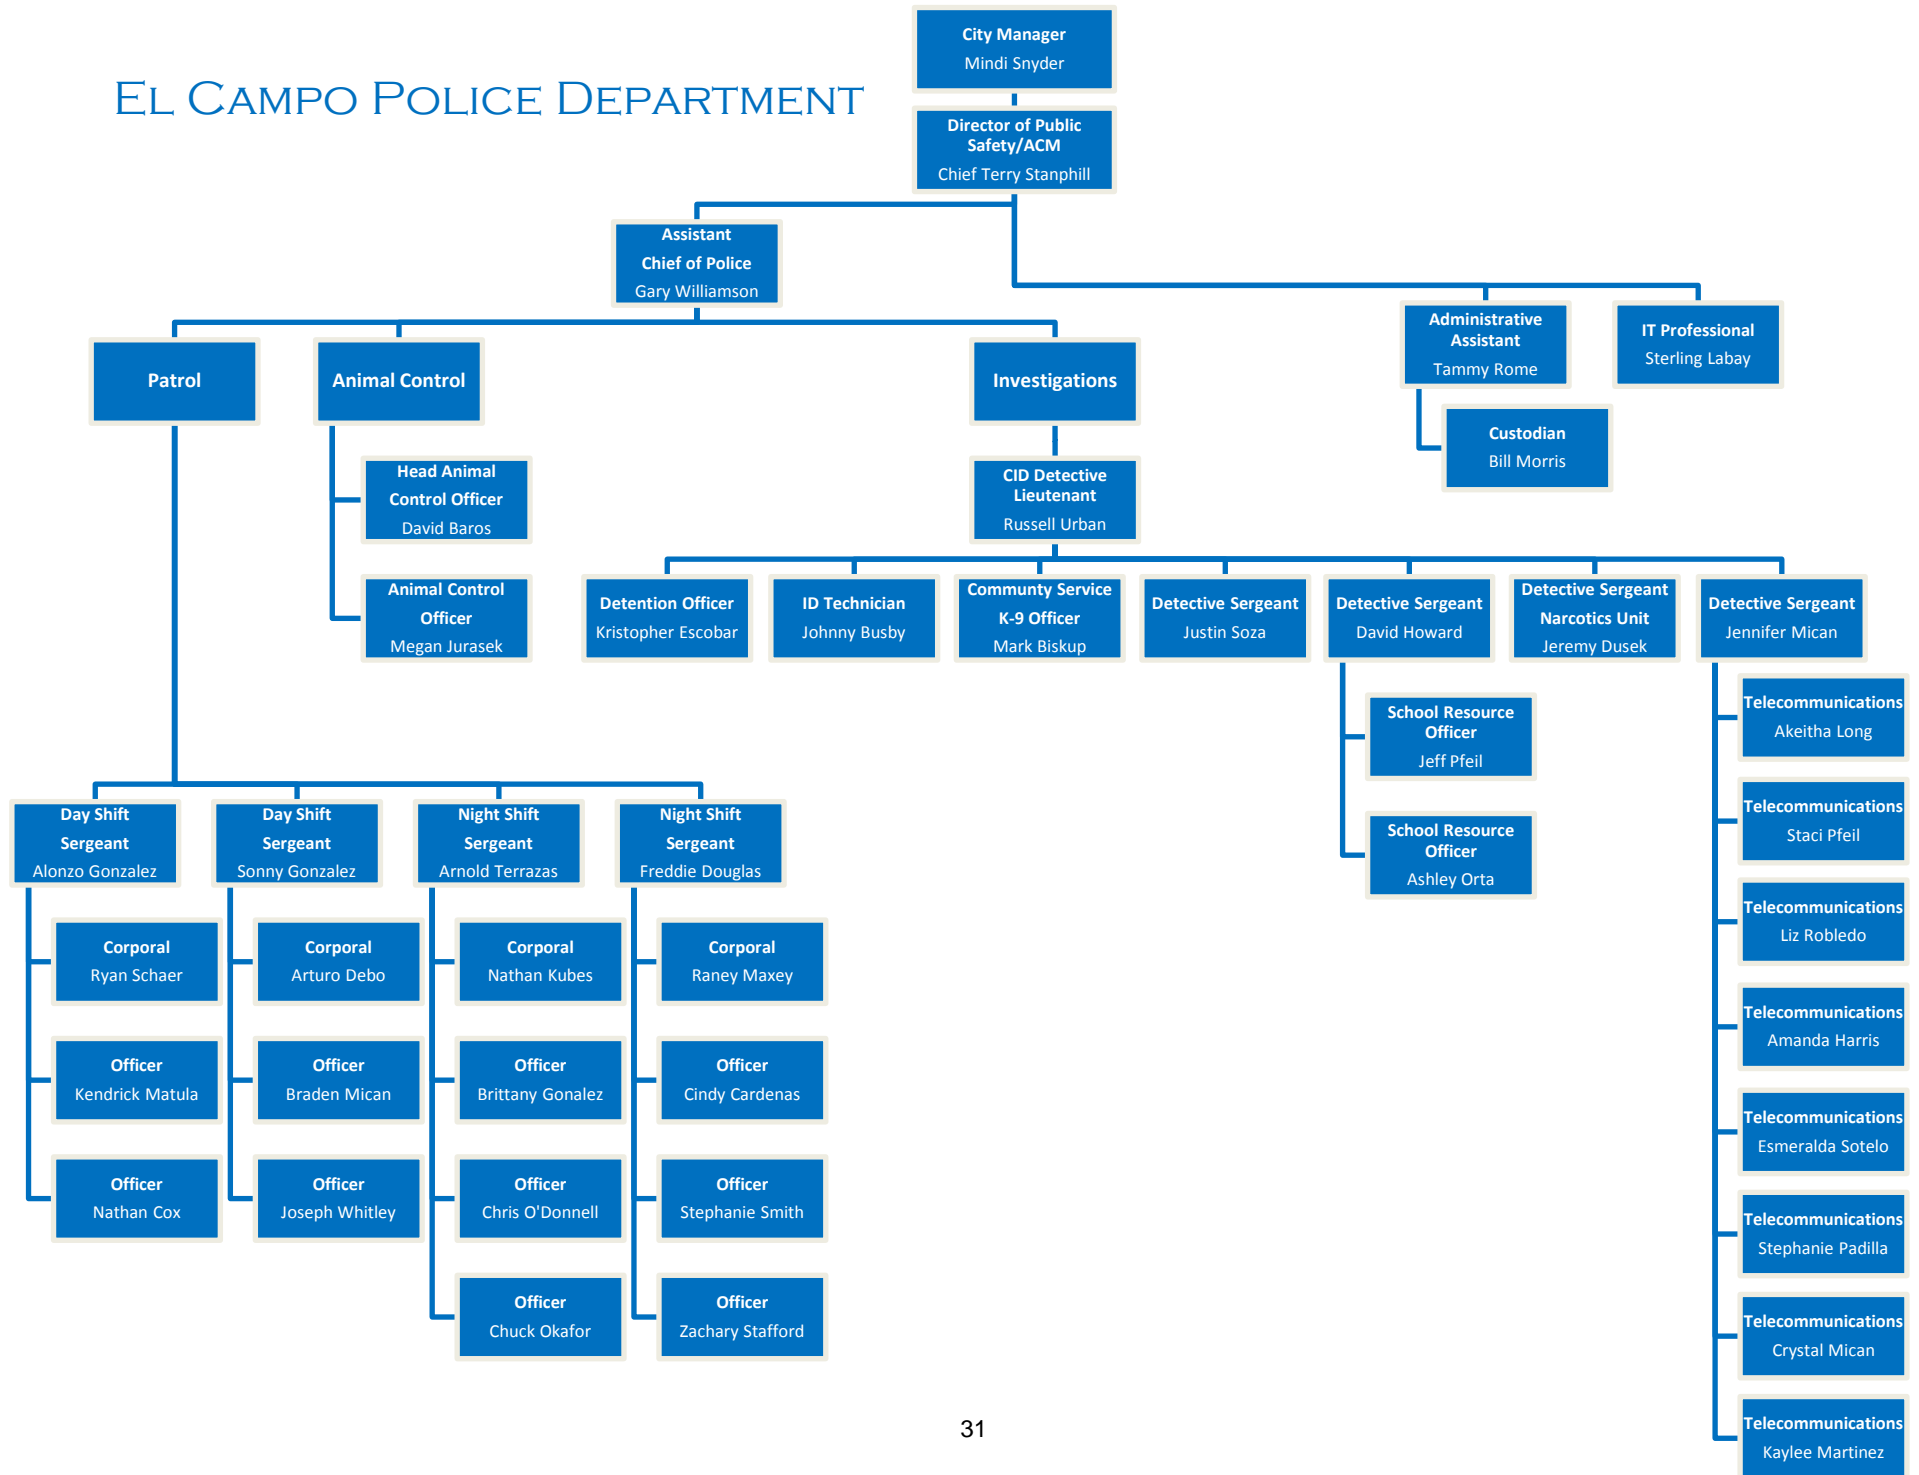 City Manager
Mindi Snyder
EL CAMPO POLICE DEPARTMENT
Director of Public
Safety/ACM
Chief Terry Stanphill
Assistant
Chief of Police
Gary Williamson
Administrative
Assistant
Tammy Rome
IT Professional
Sterling Labay
Custodian
Bill Morris
Patrol
Animal Control
Investigations
Head Animal
Control Officer
David Baros
Animal Control
Officer
Megan Jurasek
CID Detective
Lieutenant
Russell Urban
Detention Officer
Kristopher Escobar
ID Technician
Johnny Busby
Communty Service
K-9 Officer
Mark Biskup
Detective Sergeant
Justin Soza
Detective Sergeant
David Howard
Detective Sergeant
Narcotics Unit
Jeremy Dusek
Detective Sergeant
Jennifer Mican
School Resource
Officer
Jeff Pfeil
School Resource
Officer
Ashley Orta
Telecommunications
Akeitha Long
Telecommunications
Staci Pfeil
Telecommunications
Liz Robledo
Telecommunications
Amanda Harris
Telecommunications
Esmeralda Sotelo
Telecommunications
Stephanie Padilla
Telecommunications
Crystal Mican
Telecommunications
Kaylee Martinez
Day Shift
Sergeant
Alonzo Gonzalez
Corporal
Ryan Schaer
Officer
Kendrick Matula
Officer
Nathan Cox
Day Shift
Sergeant
Sonny Gonzalez
Corporal
Arturo Debo
Officer
Braden Mican
Officer
Joseph Whitley
Night Shift
Sergeant
Arnold Terrazas
Corporal
Nathan Kubes
Officer
Brittany Gonalez
Officer
Chris O'Donnell
Officer
Chuck Okafor
Night Shift
Sergeant
Freddie Douglas
Corporal
Raney Maxey
Officer
Cindy Cardenas
Officer
Stephanie Smith
Officer
Zachary Stafford
31